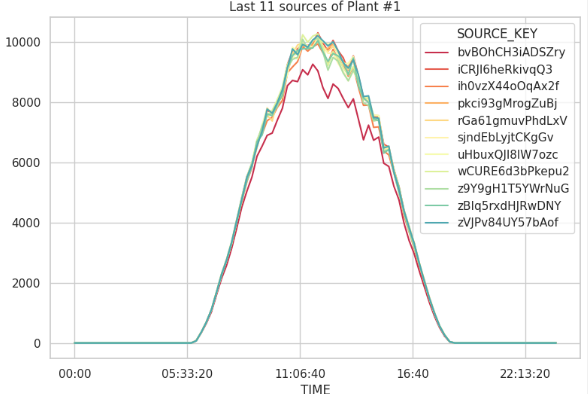 Last 11 sources of Plant #1
10000
8000
6000
4000
2000
0
SOURCE_KEY
bvBOhCH3iADSZry
iCRJl6heRkivqQ3
ih0vzX44oOqAx2f
pkci93gMrogZuBj
rGa61gmuvPhdLxV
sjndEbLyjtCKgGv
uHbuxQJl8lW7ozc
wCURE6d3bPkepu2
z9Y9gH1T5YWrNuG
zBIq5rxdHJRwDNY
zVJPv84UY57bAof
00:00
05:33:20
11:06:40
16:40
22:13:20
TIME